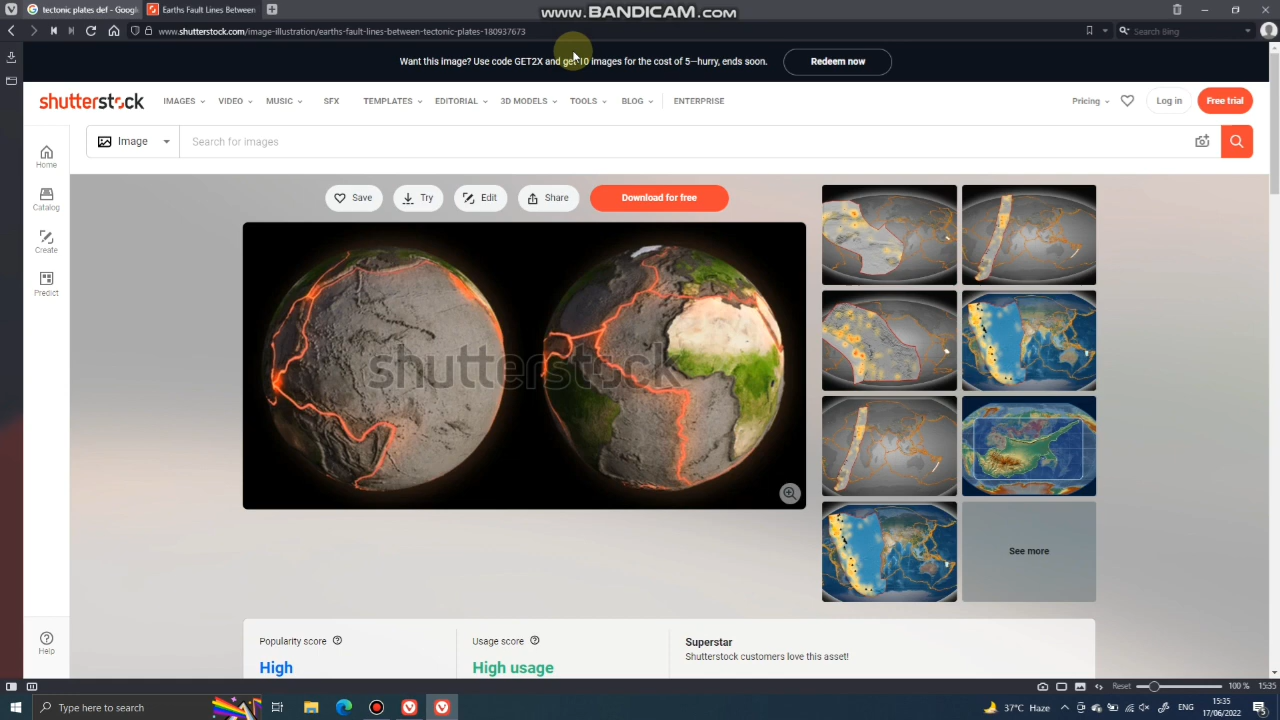 www.BANDICAM.com
tectonic plates def - Googl
Earths Fault Lines Between
www.shutterstock.com/image-illustration/earths-fault-lines-between-tectonic-plates-180937673
Search Bing
Want this image? Use code GET2X and get 10 images for the cost of 5—hurry, ends soon.
Redeem now
shutterstock
IMAGES
VIDEO
MUSIC
SFX
TEMPLATES
EDITORIAL
3D MODELS
TOOLS
BLOG
ENTERPRISE
Pricing
Log in
Free trial
Image
Search for images
Home
Catalog
Create
Predict
Help
Save
Try
Edit
Share
Download for free
shutterstock
See more
Popularity score
High
Usage score
High usage
Superstar
Shutterstock customers love this asset!
Reset
100 %
15:35
Type here to search
37°C Haze
ENG
15:35
17/06/2022